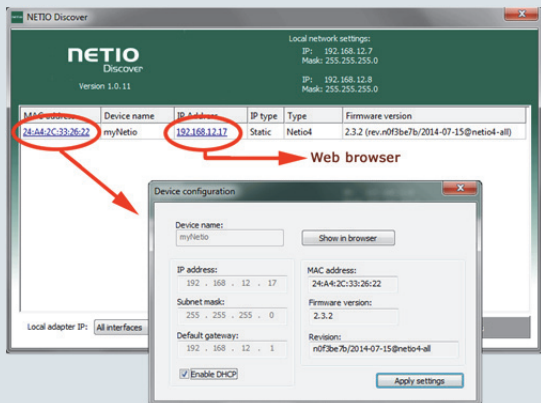 NETIO Discover
NETIO
Discover
Version 1.0.11
Local network settings:
IP: 192.168.12.7
Mask: 255.255.255.0
IP: 192.168.12.8
Mask: 255.255.255.0
MAC address Device name IP Address IP type Type Firmware version
24:A4:2C:33:26:22 myNetio 192.168.12.17 Static Netio4 2.3.2 (rev.n0f3be7b/2014-07-15@netio4-all)
Web browser
Device configuration
Device name:
myNetio
Show in browser
IP address:
192 . 168 . 12 . 17
MAC address:
24:A4:2C:33:26:22
Subnet mask:
255 . 255 . 255 . 0
Firmware version:
2.3.2
Default gateway:
192 . 168 . 12 . 1
Revision:
n0f3be7b/2014-07-15@netio4-all
Enable DHCP
Apply settings
Local adapter IP: All interfaces